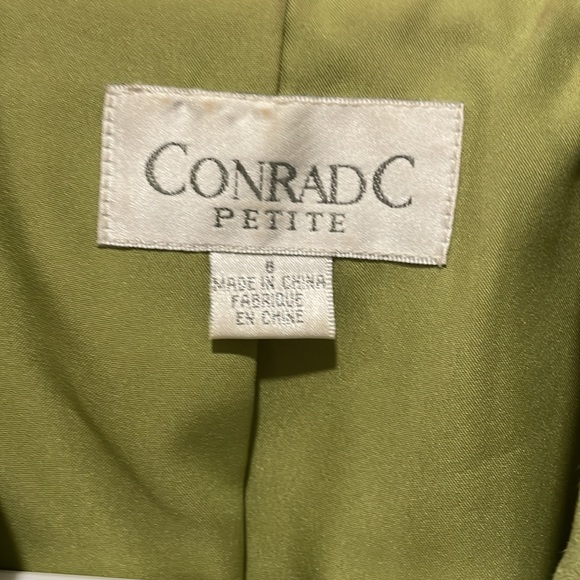 CONRAD C
PETITE
8
MADE IN CHINA
FABRIQUE
EN CHINE